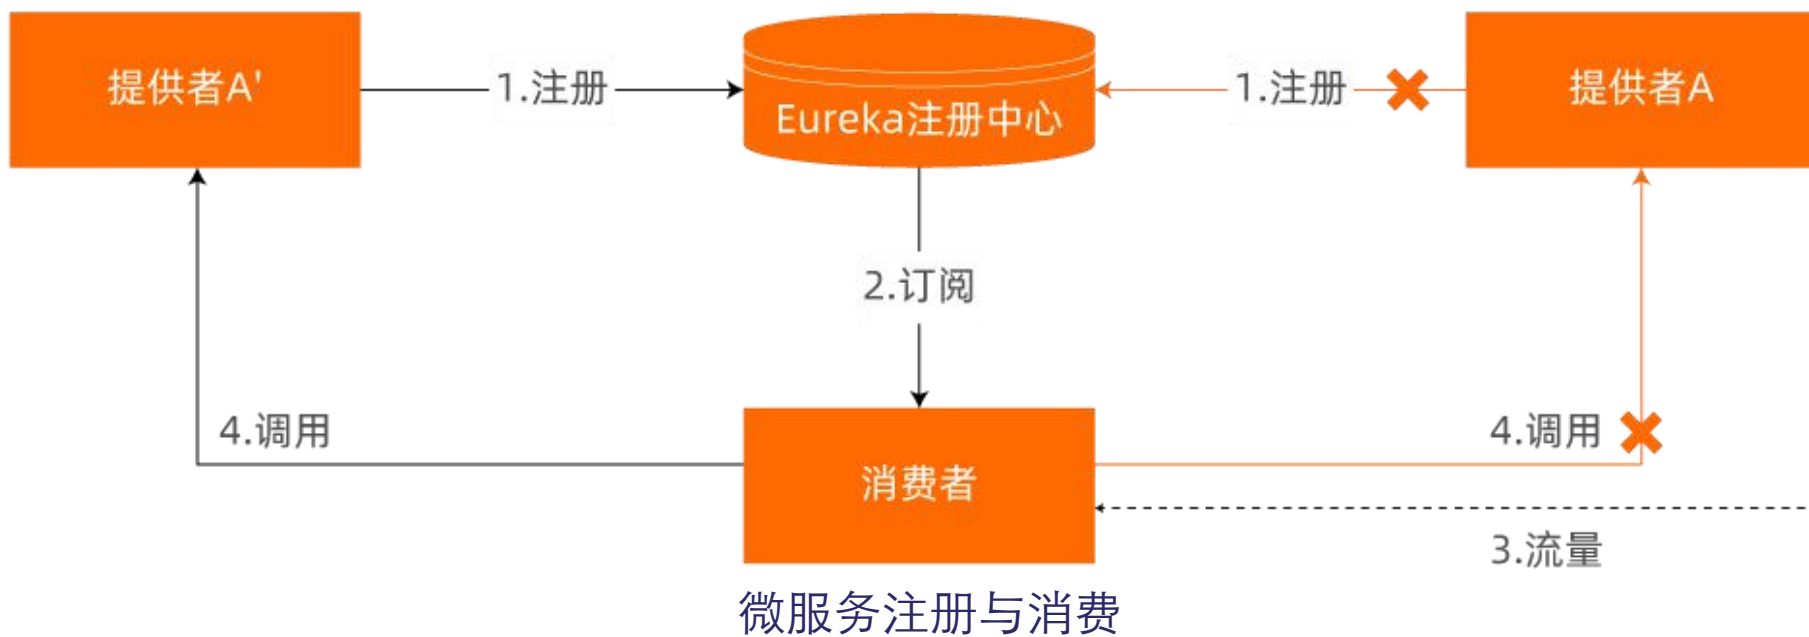 提供者A'
1.注册
Eureka注册中心
1.注册
提供者A
2.订阅
4.调用
4.调用
消费者
3.流量
微服务注册与消费